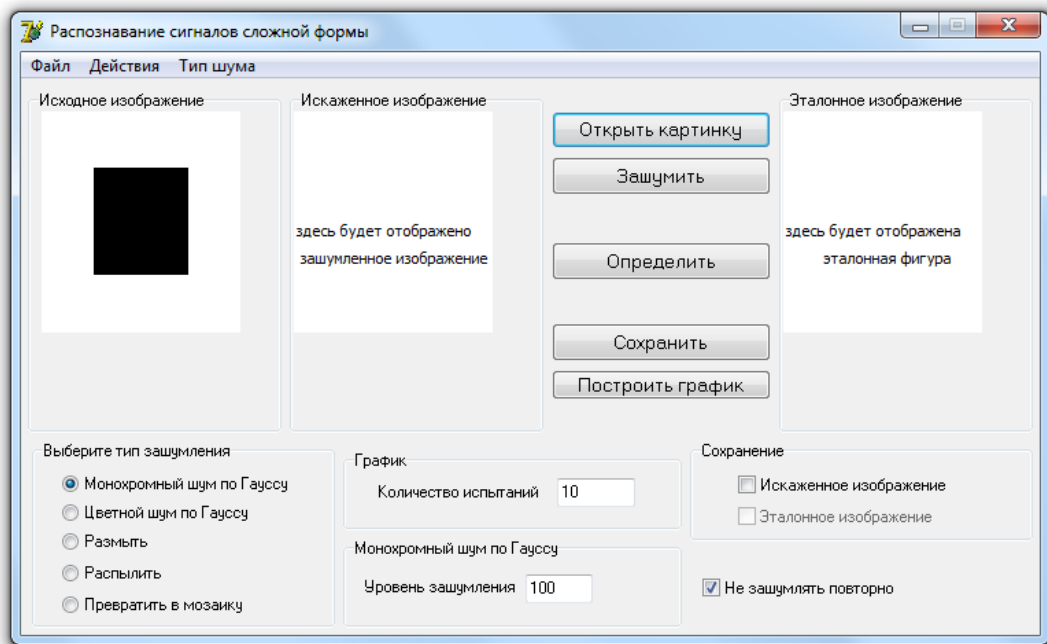 Распознавание сигналов сложной формы
Файл Действия Тип шума
Исходное изображение
Искаженное изображение
здесь будет отображено
зашумленное изображение
Открыть картинку
Зашумить
Определить
Сохранить
Построить график
Эталонное изображение
здесь будет отображена
эталонная фигура
Выберите тип зашумления
Монохромный шум по Гауссу
Цветной шум по Гауссу
Размыть
Распылить
Превратить в мозаику
График
Количество испытаний 10
Монохромный шум по Гауссу
Уровень зашумления 100
Сохранение
Искаженное изображение
Эталонное изображение
Не зашумлять повторно